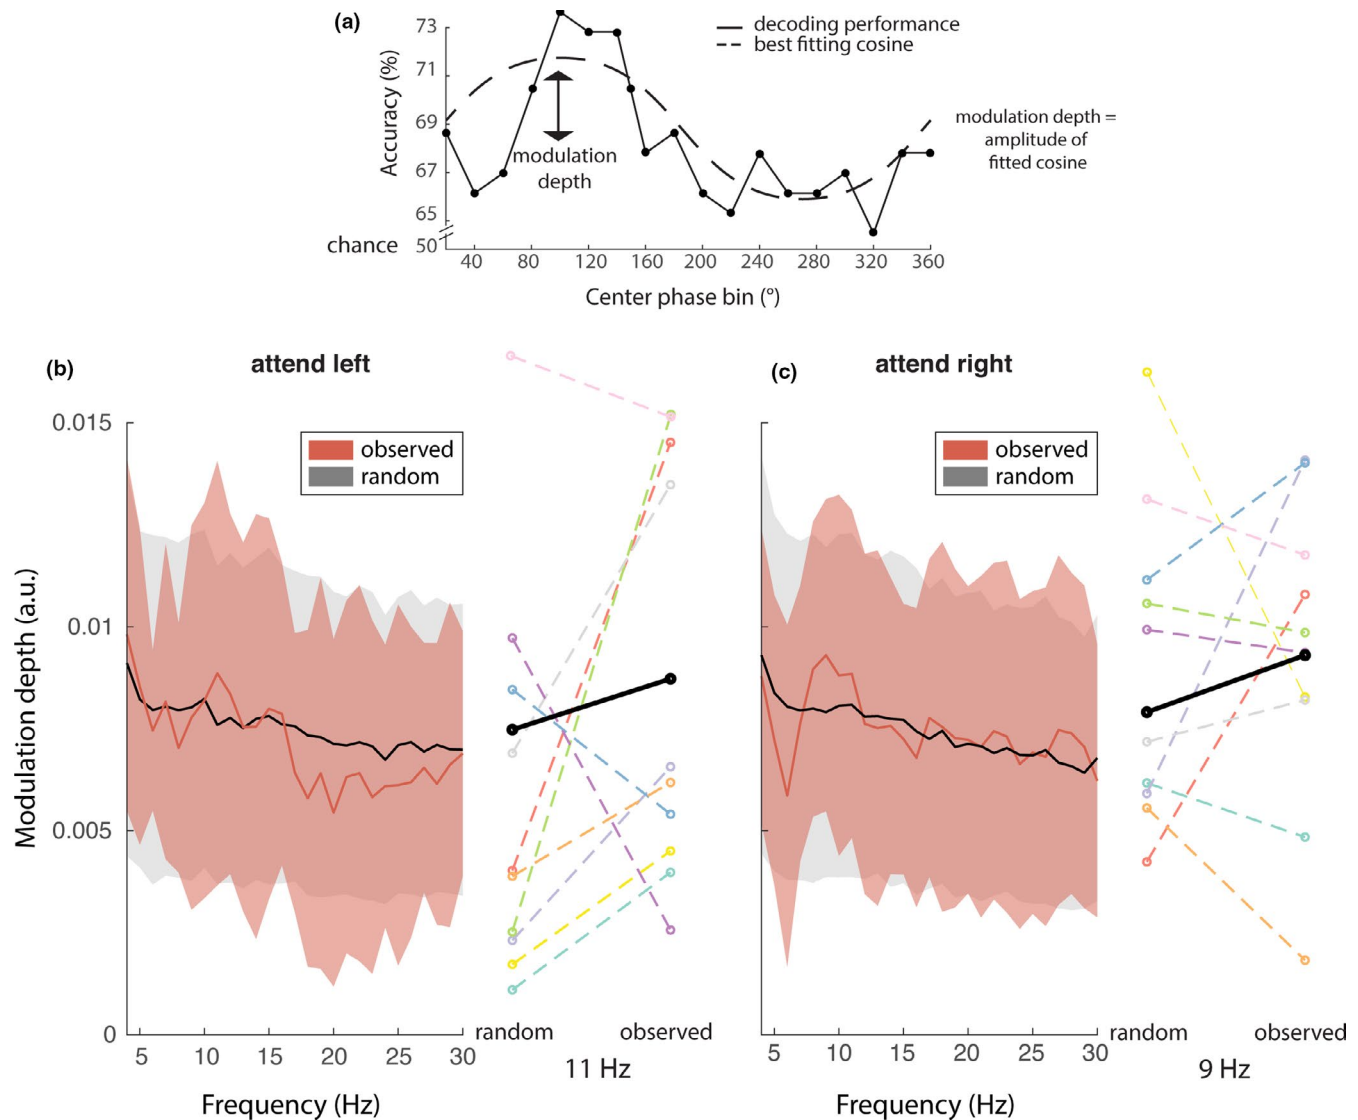 (a)
73
71
69
67
65
50
chance
Accuracy (%)
decoding performance
best fitting cosine
modulation
depth
modulation depth =
amplitude of
fitted cosine
40 80 120 160 200 240 280 320 360
Center phase bin (°)
(b)
attend left
observed
random
0.015
0.01
0.005
0
Modulation depth (a.u.)
5 10 15 20 25 30
Frequency (Hz)
random observed
11 Hz
(c)
attend right
observed
random
5 10 15 20 25 30
Frequency (Hz)
random observed
9 Hz